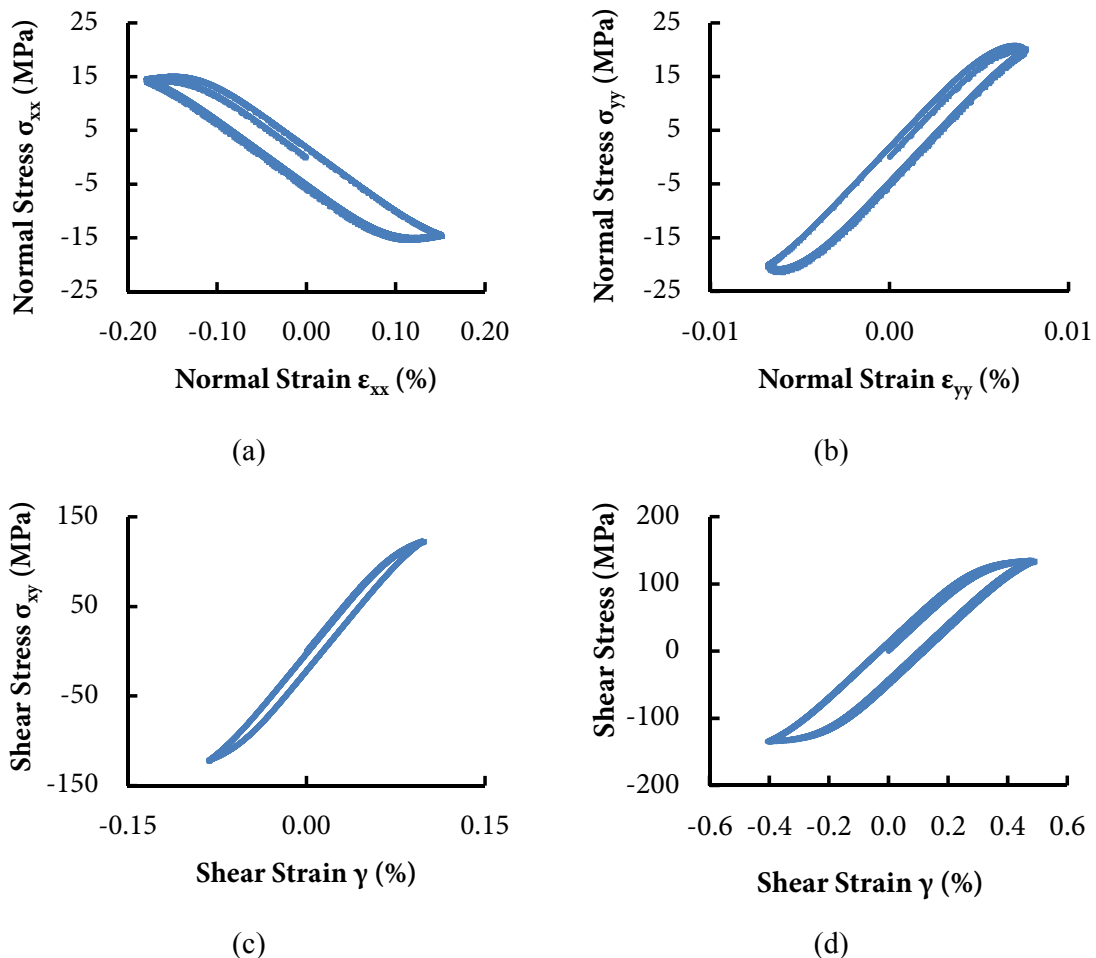 25
15
5
-5
-15
-25
-0.20 -0.10 0.00 0.10 0.20
Normal Stress σxx (MPa)
Normal Strain εxx (%)
(a)
25
15
5
-5
-15
-25
-0.01 0.00 0.01
Normal Stress σyy (MPa)
Normal Strain εyy (%)
(b)
150
50
-50
-150
-0.15 0.00 0.15
Shear Stress σxy (MPa)
Shear Strain γ (%)
(c)
200
100
0
-100
-200
-0.6 -0.4 -0.2 0.0 0.2 0.4 0.6
Shear Stress (MPa)
Shear Strain γ (%)
(d)